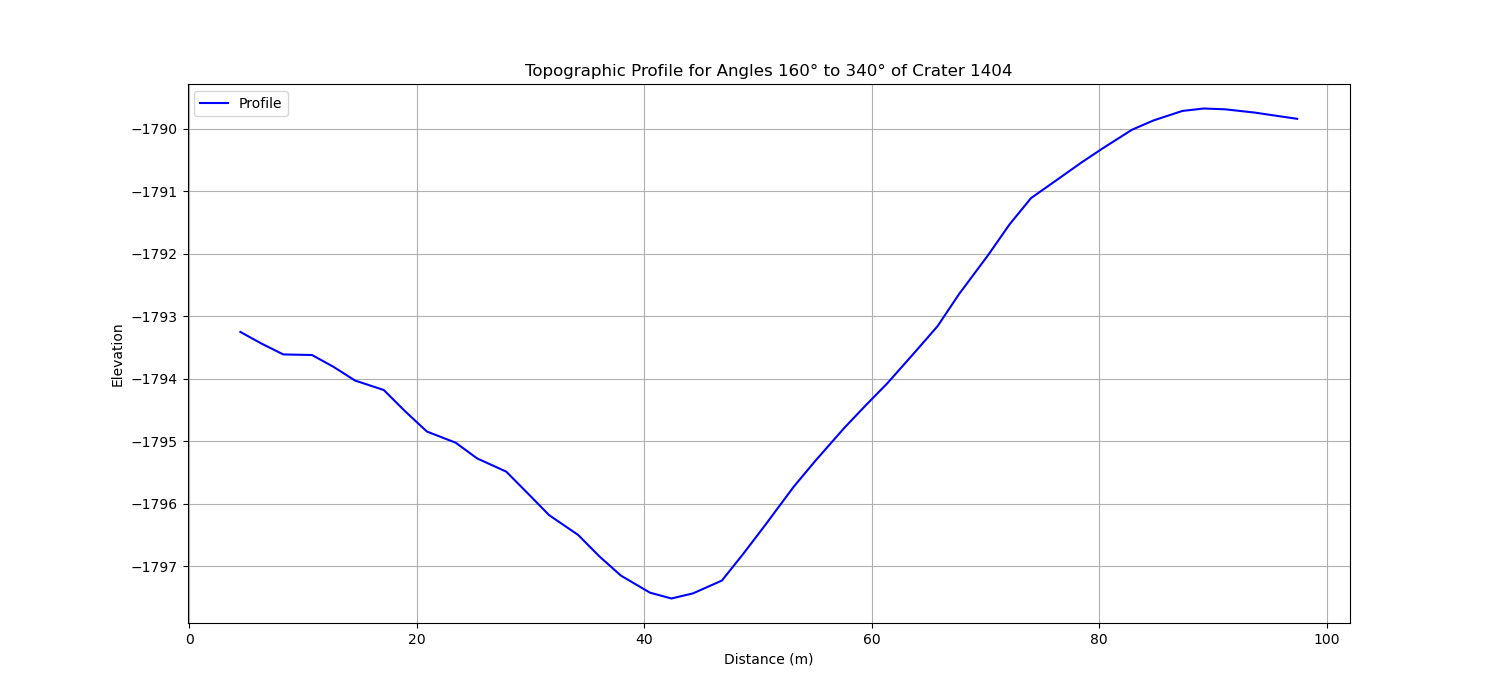 Topographic Profile for Angles 160° to 340° of Crater 1404
Profile
−1790
−1791
−1792
−1793
−1794
−1795
−1796
−1797
Elevation
0 20 40 60 80 100
Distance (m)